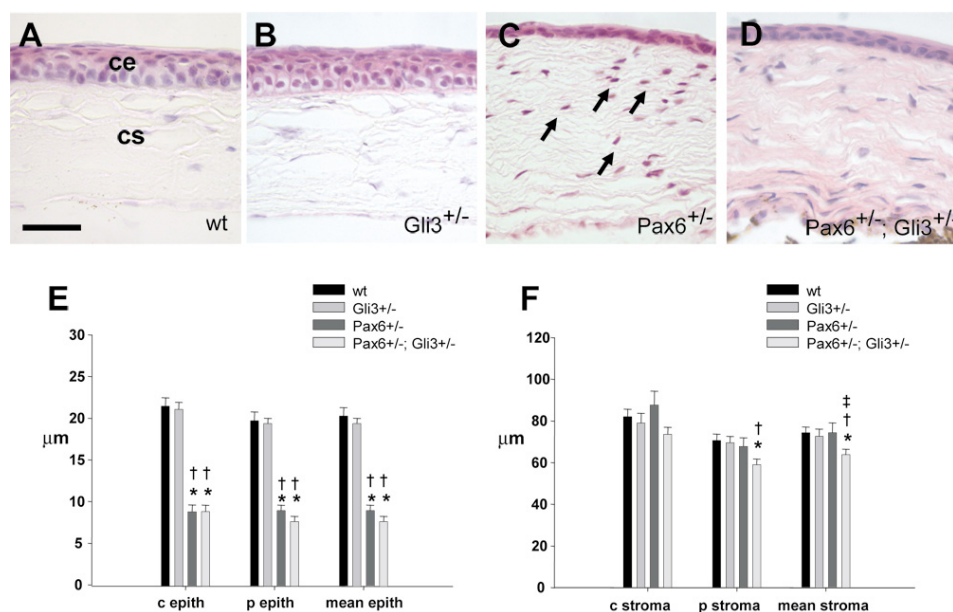 A
B
C
D
ce
cs
wt
Gli3+/-
Pax6+/-
Pax6+/-; Gli3+/-
E
wt
Gli3+/-
Pax6+/-
Pax6+/-; Gli3+/-
30
25
20
μm
15
10
5
0
† †
* *
† †
* *
† †
* *
c epith
p epith
mean epith
F
wt
Gli3+/-
Pax6+/-
Pax6+/-; Gli3+/-
120
100
80
μm
60
40
20
0
†
*
‡
†
*
c stroma
p stroma
mean stroma